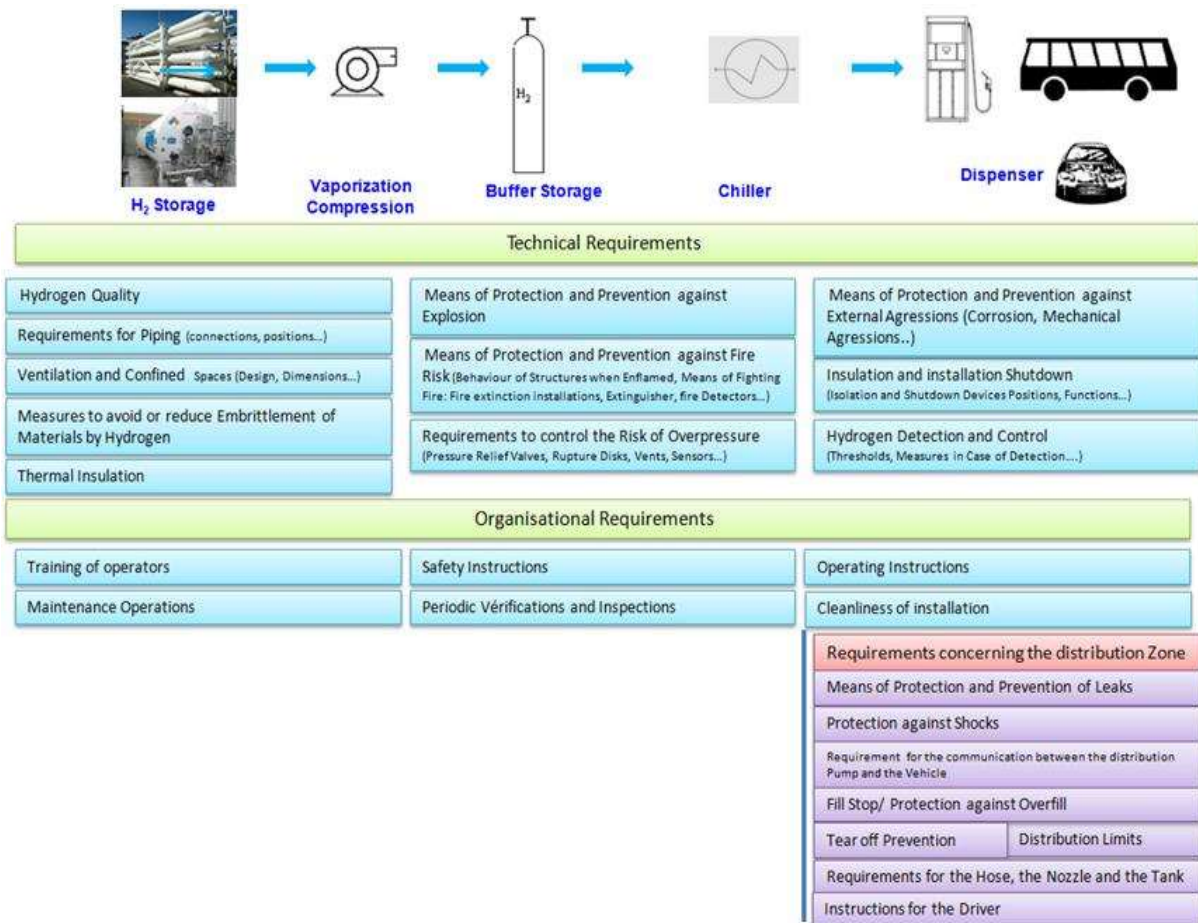 H2
H2 Storage
Vaporization
Compression
Buffer Storage
Chiller
Dispenser
Technical Requirements
Hydrogen Quality
Requirements for Piping (connections, positions...)
Ventilation and Confined Spaces (Design, Dimensions...)
Measures to avoid or reduce Embrittlement of
Materials by Hydrogen
Thermal Insulation
Means of Protection and Prevention against
Explosion
Means of Protection and Prevention against Fire
Risk (Behaviour of Structures when Enflamed, Means of Fighting
Fire: Fire extinction installations, Extinguisher, fire Detectors...)
Requirements to control the Risk of Overpressure
(Pressure Relief Valves, Rupture Disks, Vents, Sensors...)
Means of Protection and Prevention against
External Agressions (Corrosion, Mechanical
Agressions..)
Insulation and installation Shutdown
(Isolation and Shutdown Devices Positions, Functions...)
Hydrogen Detection and Control
(Thresholds, Measures in Case of Detection....)
Organisational Requirements
Training of operators
Maintenance Operations
Safety Instructions
Periodic Vérifications and Inspections
Operating Instructions
Cleanliness of installation
Requirements concerning the distribution Zone
Means of Protection and Prevention of Leaks
Protection against Shocks
Requirement for the communication between the distribution
Pump and the Vehicle
Fill Stop/ Protection against Overfill
Tear off Prevention
Distribution Limits
Requirements for the Hose, the Nozzle and the Tank
Instructions for the Driver